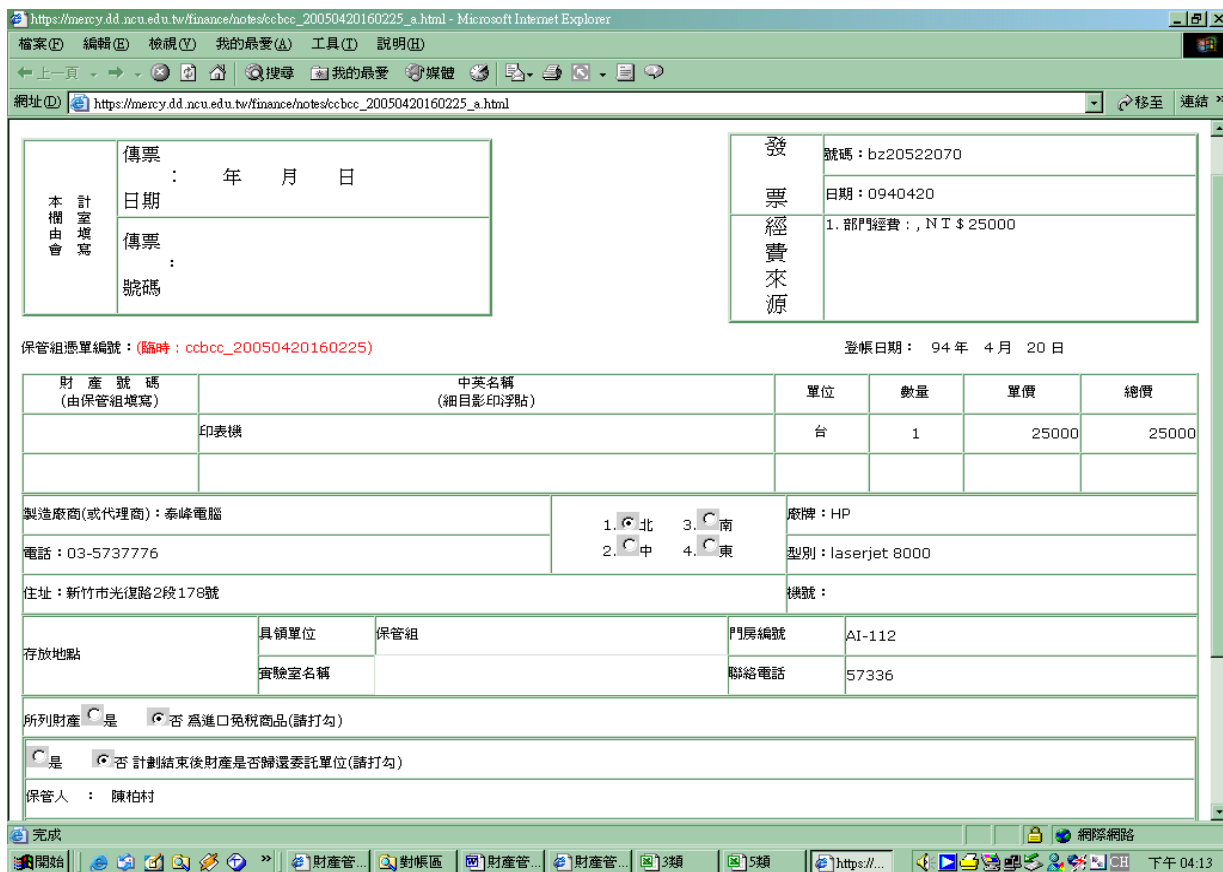 https://mercy.dd.ncu.edu.tw/finance/notes/ccbcc_20050420160225_a.html - Microsoft Internet Explorer
檔案(F) 編輯(E) 檢視(V) 我的最愛(A) 工具(T) 說明(H)
上一頁 搜尋 我的最愛 媒體
網址(D) https://mercy.dd.ncu.edu.tw/finance/notes/ccbcc_20050420160225_a.html 移至 連結 »
本欄由會計室填寫
傳票日期: 年 月 日
傳票號碼:
發票
號碼:bz20522070
日期:0940420
經費來源
1. 部門經費:, NT$25000
保管組憑單編號:(臨時:ccbcc_20050420160225) 登帳日期: 94年 4月 20日
財產號碼 中英名稱 單位 數量 單價 總價
(由保管組填寫) (細目影印浮貼)
印表機 台 1 25000 25000
製造廠商(或代理商):泰峰電腦 1. 北 3. 南 廠牌:HP
電話:03-5737776 2. 中 4. 東 型別:laserjet 8000
住址:新竹市光復路2段178號 機號:
存放地點
具領單位 保管組 門房編號 AI-112
實驗室名稱 聯絡電話 57336
所列財產 是 否 為進口免稅商品(請打勾)
是 否 計劃結束後財產是否歸還委託單位(請打勾)
保管人 : 陳柏村
完成 網際網路
開始 » 財產管... 對帳區 財產管... 財產管... 3類 5類 https://... CH 下午 04:13